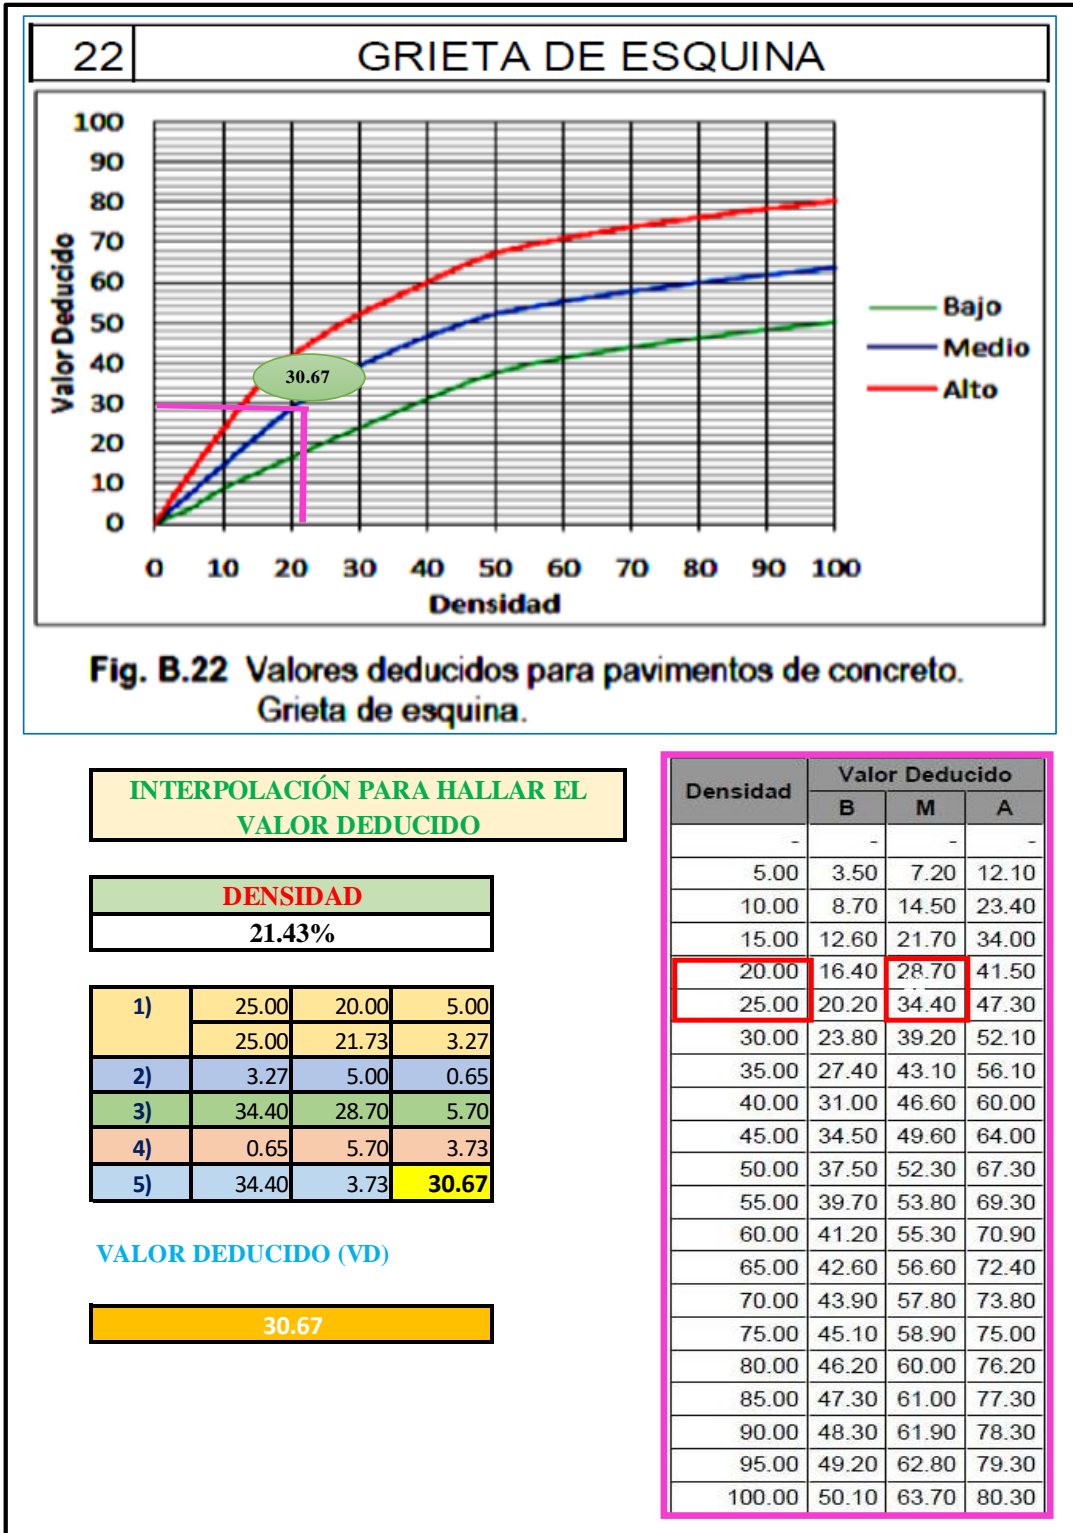 22 GRIETA DE ESQUINA
100
90
80
70
60
50
40
30
20
10
0
Valor Deducido
30.67
Bajo
Medio
Alto
0 10 20 30 40 50 60 70 80 90 100
Densidad
Fig. B.22 Valores deducidos para pavimentos de concreto.
Grieta de esquina.
INTERPOLACIÓN PARA HALLAR EL
VALOR DEDUCIDO
DENSIDAD
21.43%
1) 25.00 20.00 5.00
25.00 21.73 3.27
2) 3.27 5.00 0.65
3) 34.40 28.70 5.70
4) 0.65 5.70 3.73
5) 34.40 3.73 30.67
VALOR DEDUCIDO (VD)
30.67
Densidad Valor Deducido
B M A
- - - -
5.00 3.50 7.20 12.10
10.00 8.70 14.50 23.40
15.00 12.60 21.70 34.00
20.00 16.40 28.70 41.50
25.00 20.20 34.40 47.30
30.00 23.80 39.20 52.10
35.00 27.40 43.10 56.10
40.00 31.00 46.60 60.00
45.00 34.50 49.60 64.00
50.00 37.50 52.30 67.30
55.00 39.70 53.80 69.30
60.00 41.20 55.30 70.90
65.00 42.60 56.60 72.40
70.00 43.90 57.80 73.80
75.00 45.10 58.90 75.00
80.00 46.20 60.00 76.20
85.00 47.30 61.00 77.30
90.00 48.30 61.90 78.30
95.00 49.20 62.80 79.30
100.00 50.10 63.70 80.30